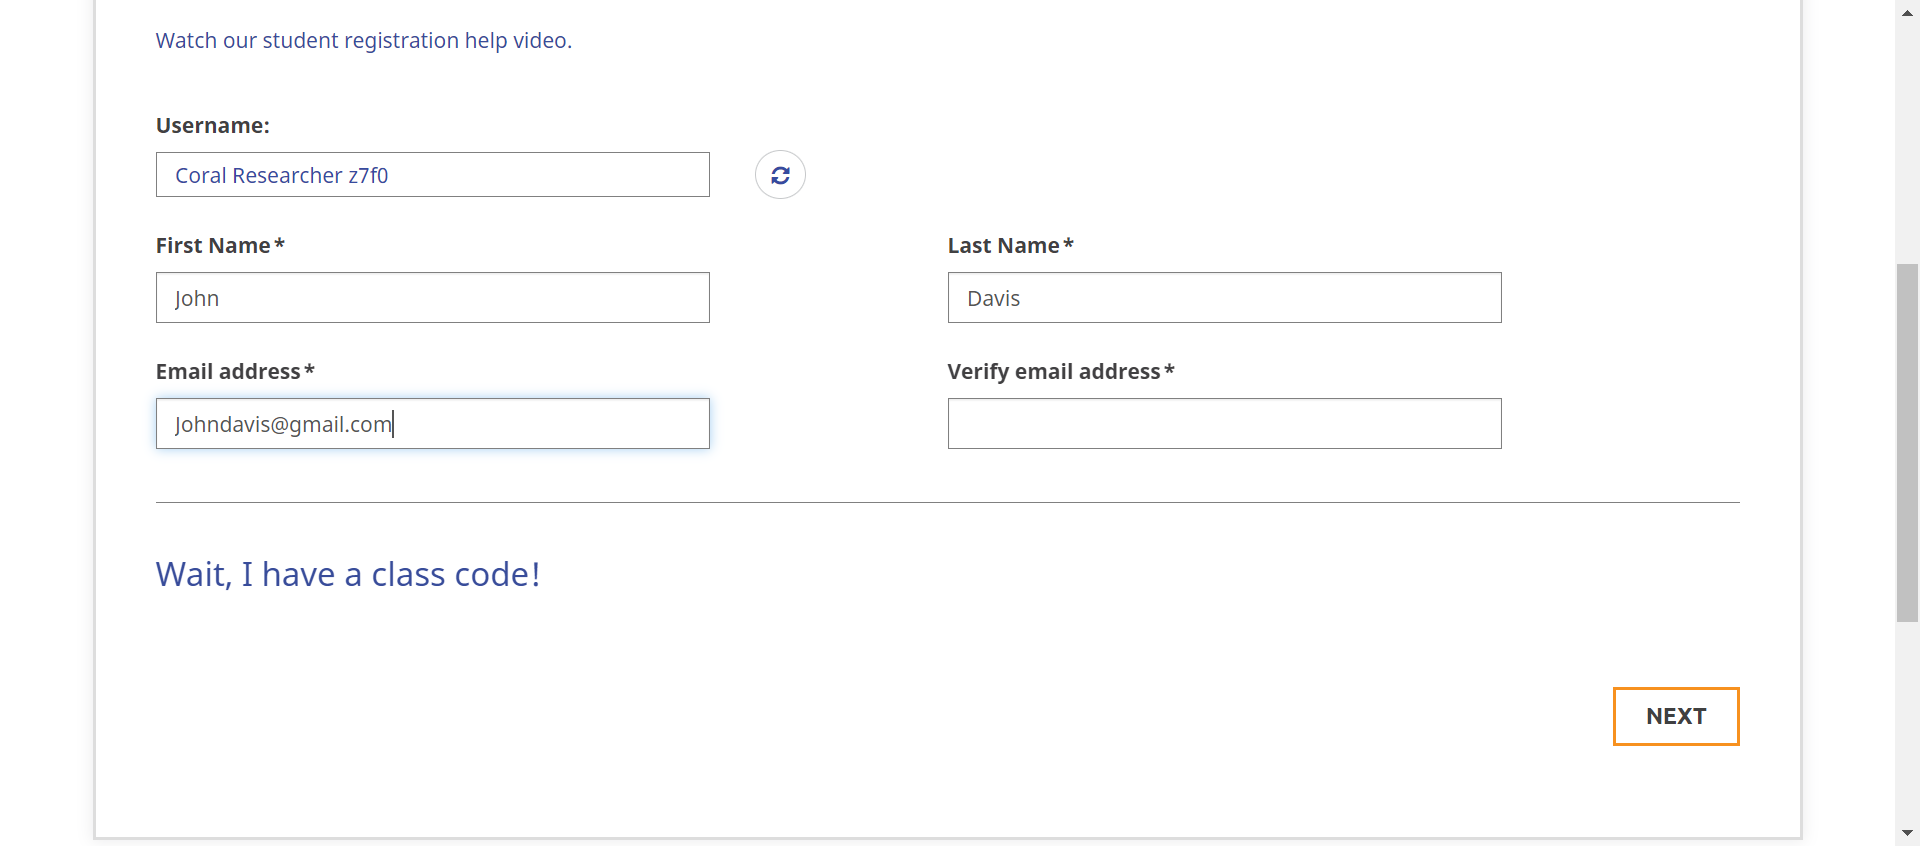 Watch our student registration help video.
Username:
Coral Researcher z7f0
First Name*
Last Name*
John
Davis
Email address*
Verify email address*
Johndavis@gmail.com
Wait, I have a class code!
NEXT